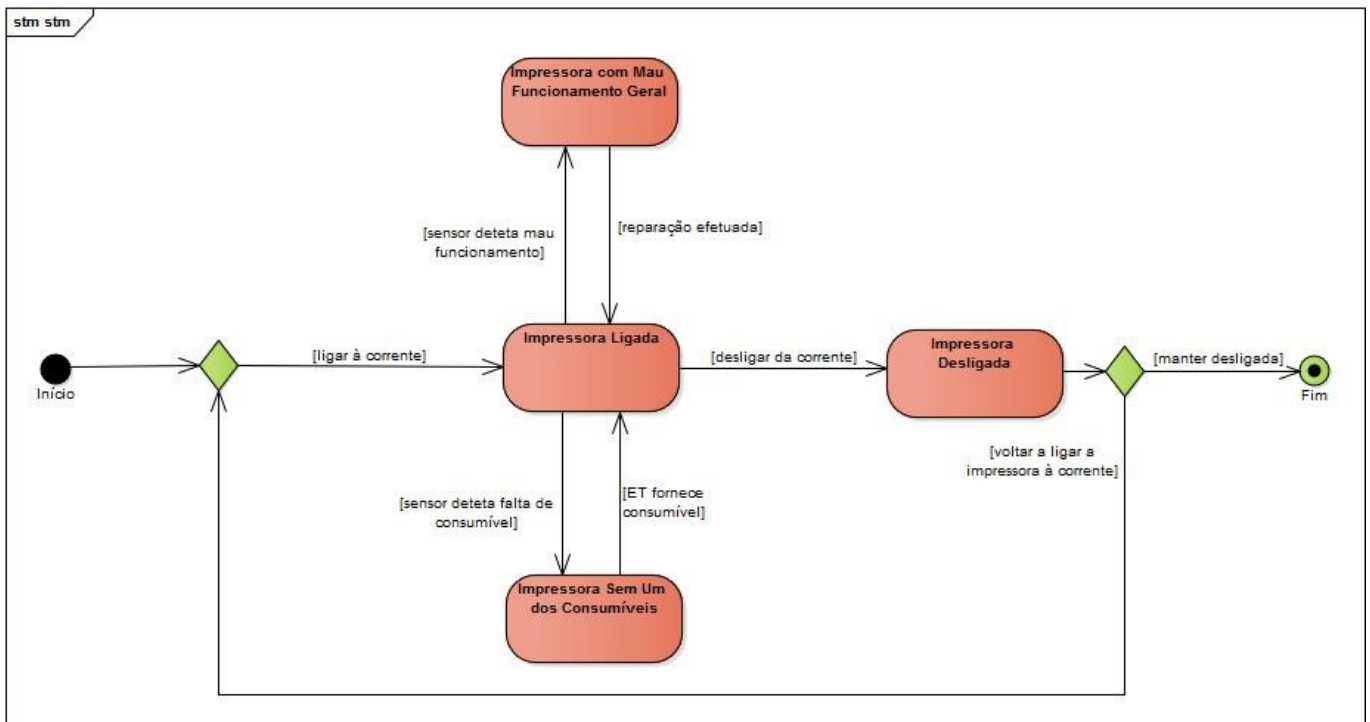 stm stm
Impressora com Mau
Funcionamento Geral
[sensor deteta mau
funcionamento]
[reparação efetuada]
Início
[ligar à corrente]
Impressora Ligada
[desligar da corrente]
Impressora
Desligada
[manter desligada]
Fim
[voltar a ligar a
impressora à corrente]
[sensor deteta falta de
consumível]
[ET fornece
consumível]
Impressora Sem Um
dos Consumíveis